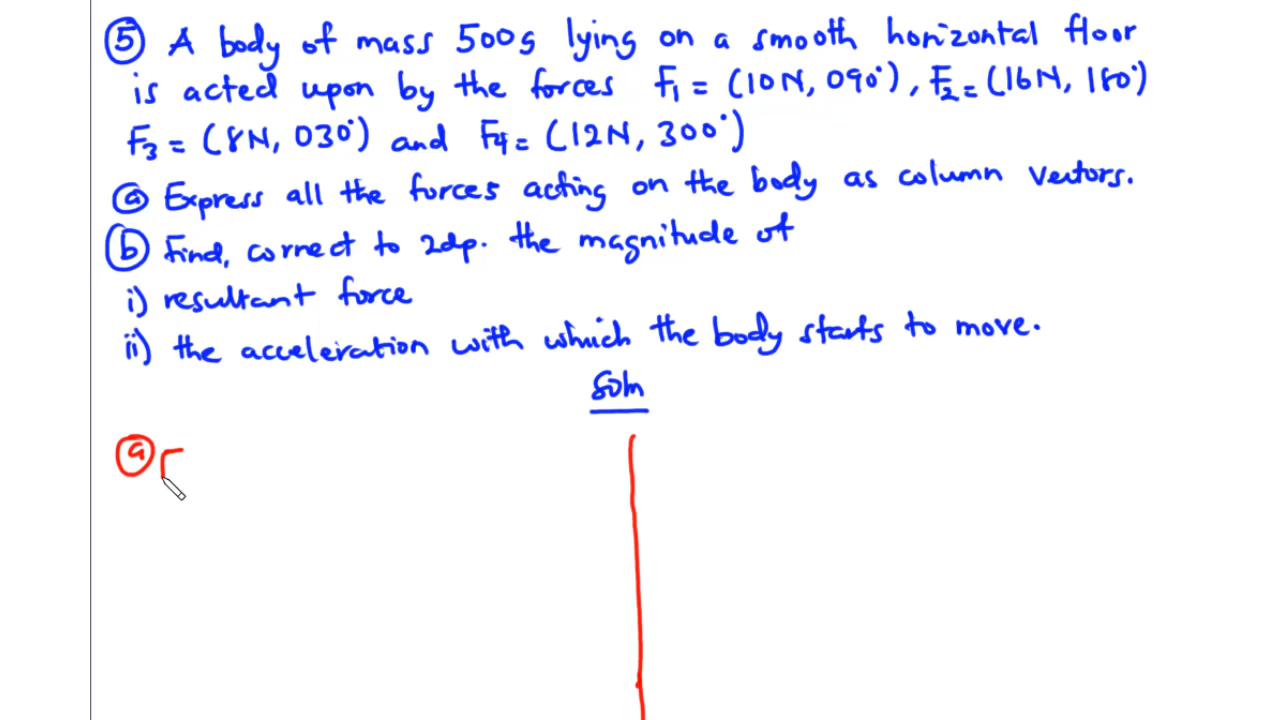 ⑤ A body of mass 500g lying on a smooth horizontal floor
is acted upon by the forces F₁ = (10N, 090°), F₂ = (16N, 180°)
F₃ = (8N, 030°) and F₄ = (12N, 300°)
ⓐ Express all the forces acting on the body as column vectors.
ⓑ Find, correct to 2dp. the magnitude of
i) resultant force
ii) the acceleration with which the body starts to move.
Soln
ⓐ